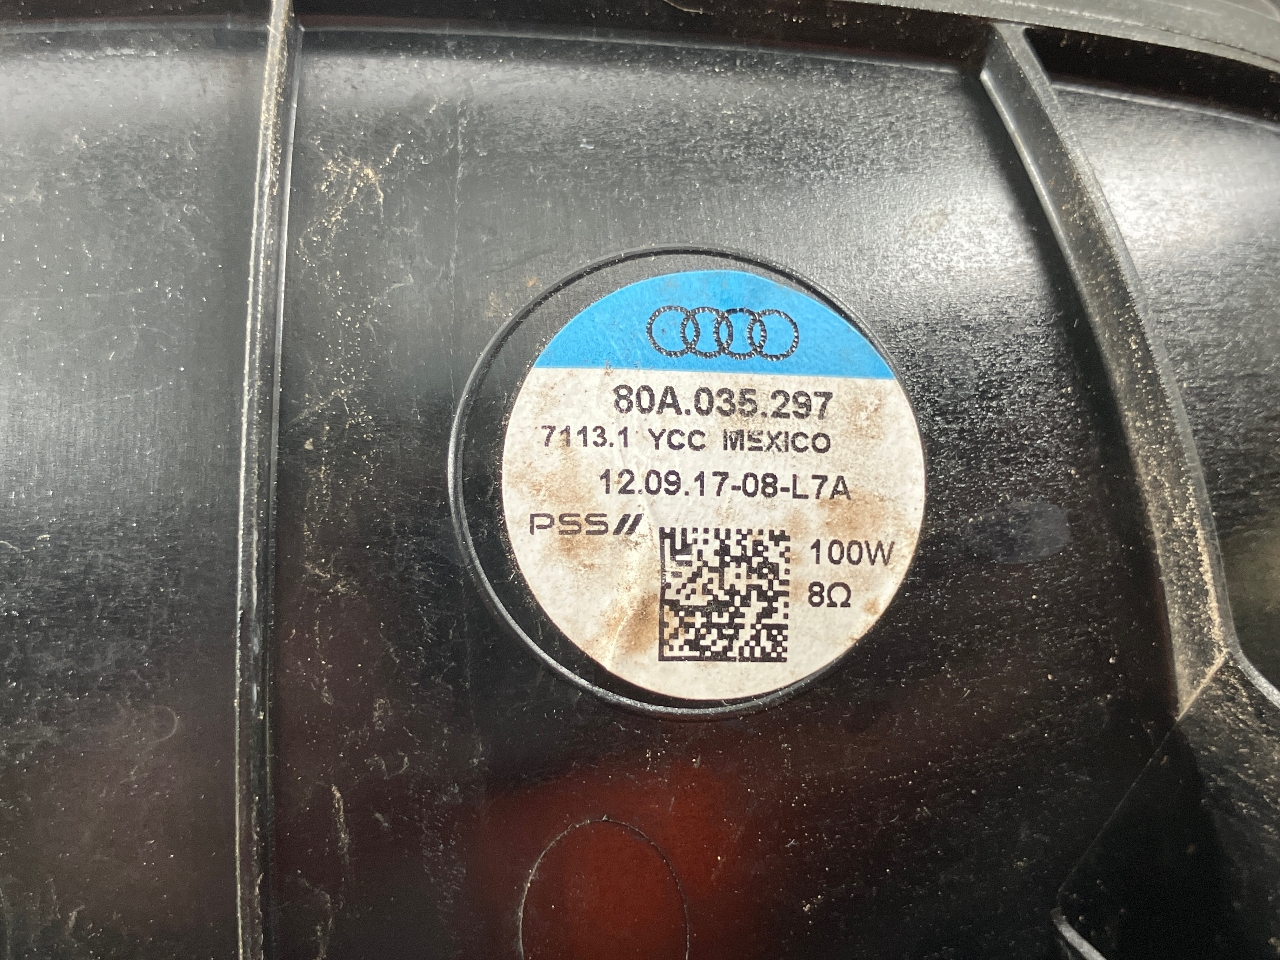 80A.035.297
7113.1 YCC MEXICO
12.09.17-08-L7A
PSS//
100W
8Ω